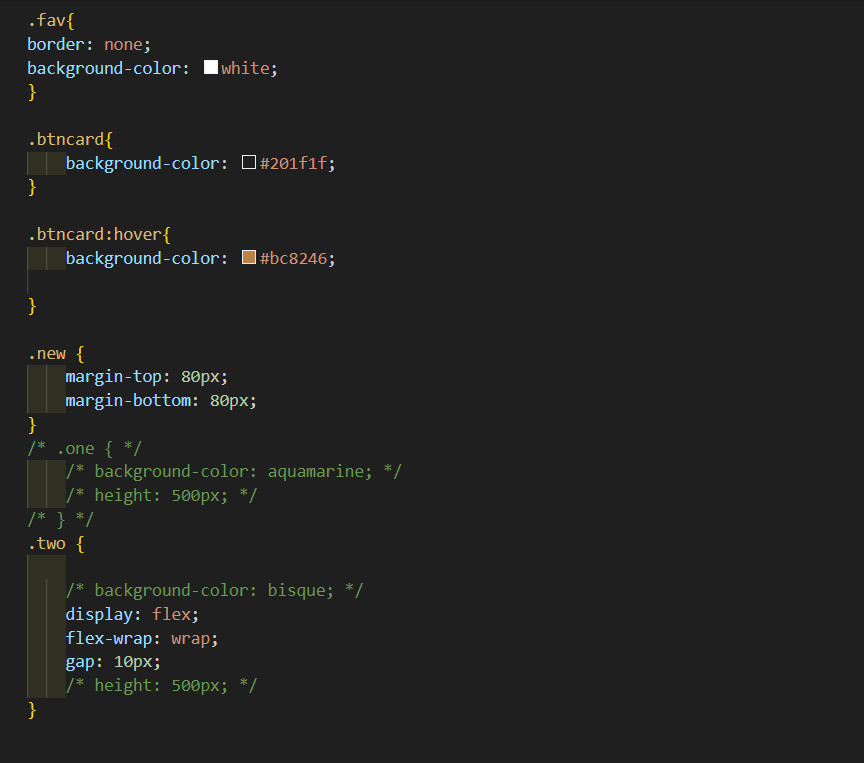 .fav{
border: none;
background-color: white;
}
.btncard{
background-color: #201f1f;
}
.btncard:hover{
background-color: #bc8246;
}
.new {
margin-top: 80px;
margin-bottom: 80px;
}
/* .one { */
/* background-color: aquamarine; */
/* height: 500px; */
/* } */
.two {
/* background-color: bisque; */
display: flex;
flex-wrap: wrap;
gap: 10px;
/* height: 500px; */
}